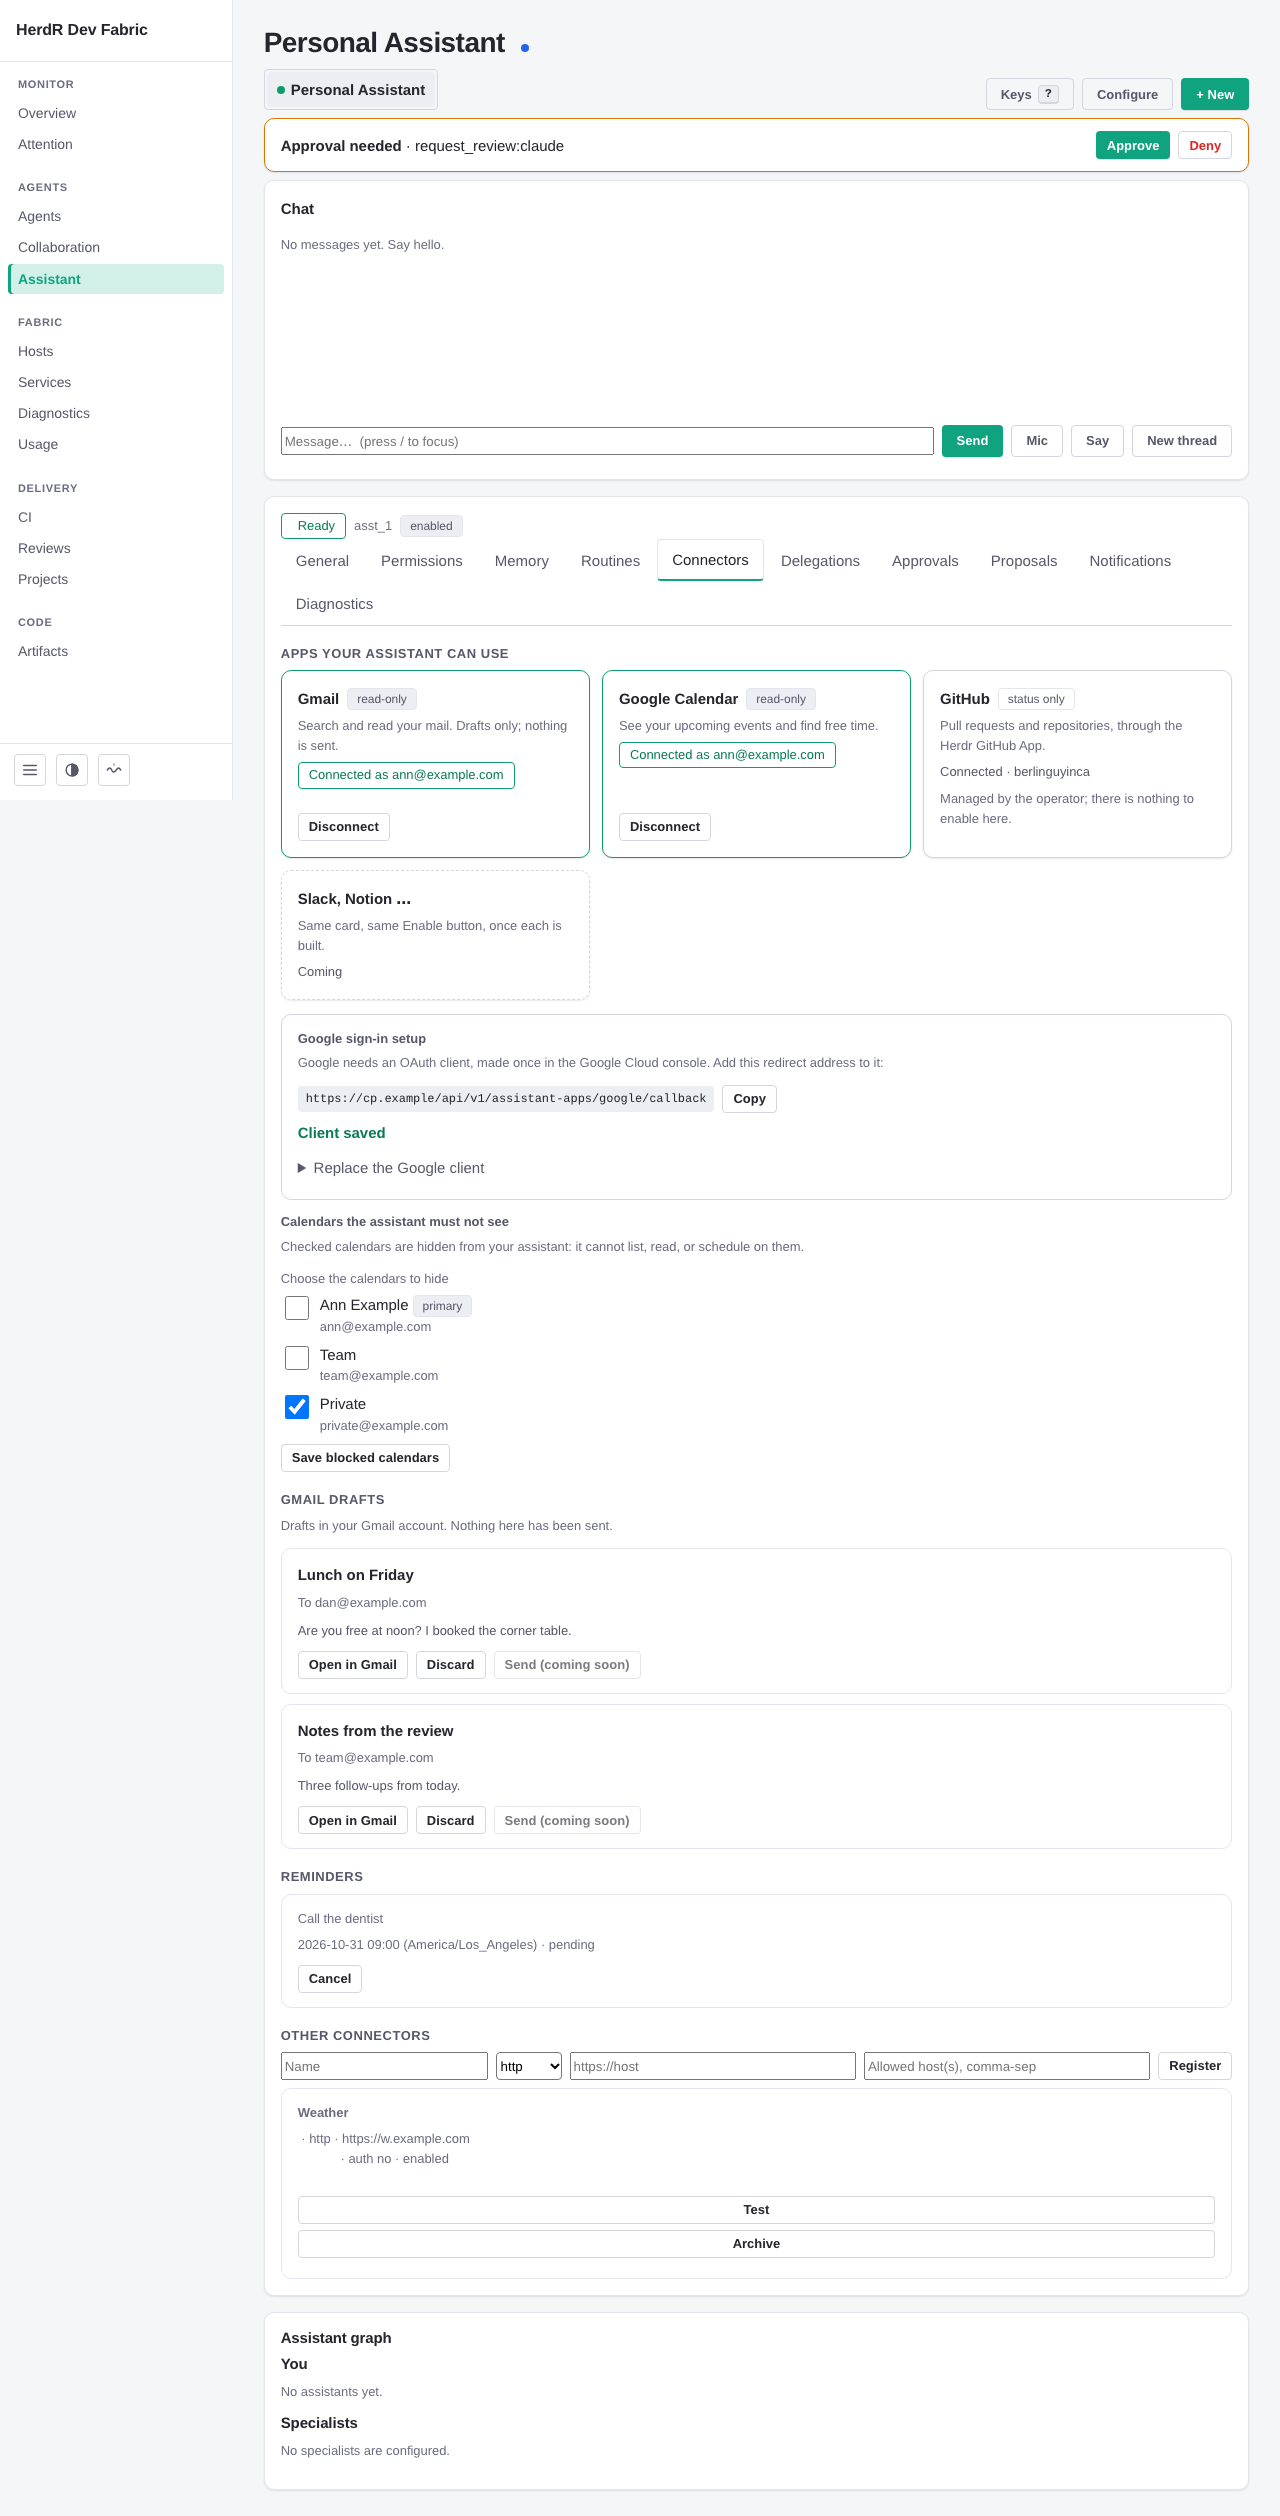 HerdR Dev Fabric
MONITOR
Overview
Attention
AGENTS
Agents
Collaboration
Assistant
FABRIC
Hosts
Services
Diagnostics
Usage
DELIVERY
CI
Reviews
Projects
CODE
Artifacts
Personal Assistant
Personal Assistant
Keys ?
Configure
+ New
Approval needed · request_review:claude
Approve
Deny
Chat
No messages yet. Say hello.
Message… (press / to focus)
Send
Mic
Say
New thread
Ready asst_1 enabled
General Permissions Memory Routines Connectors Delegations Approvals Proposals Notifications
Diagnostics
APPS YOUR ASSISTANT CAN USE
Gmail read-only
Search and read your mail. Drafts only; nothing
is sent.
Connected as ann@example.com
Disconnect
Google Calendar read-only
See your upcoming events and find free time.
Connected as ann@example.com
Disconnect
GitHub status only
Pull requests and repositories, through the
Herdr GitHub App.
Connected · berlinguyinca
Managed by the operator; there is nothing to
enable here.
Slack, Notion ...
Same card, same Enable button, once each is
built.
Coming
Google sign-in setup
Google needs an OAuth client, made once in the Google Cloud console. Add this redirect address to it:
https://cp.example/api/v1/assistant-apps/google/callback
Copy
Client saved
Replace the Google client
Calendars the assistant must not see
Checked calendars are hidden from your assistant: it cannot list, read, or schedule on them.
Choose the calendars to hide
Ann Example primary
ann@example.com
Team
team@example.com
Private
private@example.com
Save blocked calendars
GMAIL DRAFTS
Drafts in your Gmail account. Nothing here has been sent.
Lunch on Friday
To dan@example.com
Are you free at noon? I booked the corner table.
Open in Gmail
Discard
Send (coming soon)
Notes from the review
To team@example.com
Three follow-ups from today.
Open in Gmail
Discard
Send (coming soon)
REMINDERS
Call the dentist
2026-10-31 09:00 (America/Los_Angeles) · pending
Cancel
OTHER CONNECTORS
Name
http
https://host
Allowed host(s), comma-sep
Register
Weather
· http · https://w.example.com
· auth no · enabled
Test
Archive
Assistant graph
You
No assistants yet.
Specialists
No specialists are configured.